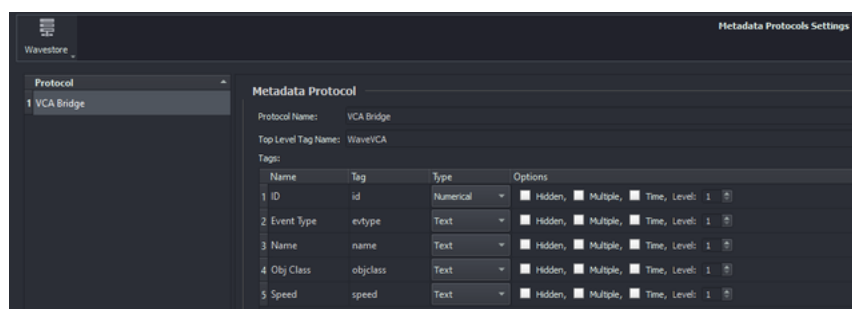 Metadata Protocols Settings
Wavestore
Protocol
1 VCA Bridge
Metadata Protocol
Protocol Name: VCA Bridge
Top Level Tag Name: WaveVCA
Tags:
Name Tag Type Options
1 ID id Numerical Hidden, Multiple, Time, Level: 1
2 Event Type evtype Text Hidden, Multiple, Time, Level: 1
3 Name name Text Hidden, Multiple, Time, Level: 1
4 Obj Class objclass Text Hidden, Multiple, Time, Level: 1
5 Speed speed Text Hidden, Multiple, Time, Level: 1